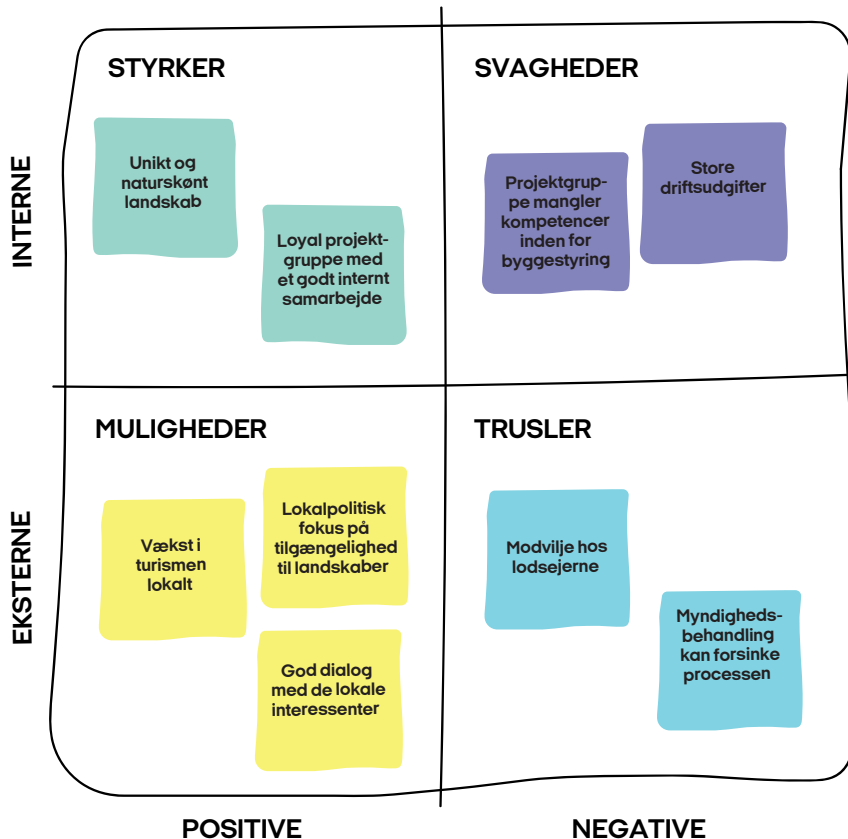 STYRKER
Unikt og
naturskønt
landskab
Loyal projekt-
gruppe med
et godt internt
samarbejde
SVAGHEDER
Projektgrup-
pe mangler
kompetencer
inden for
byggestyring
Store
driftsudgifter
INTERNE
MULIGHEDER
Vækst i
turismen
lokalt
Lokalpolitisk
fokus på
tilgængelighed
til landskaber
God dialog
med de lokale
interessenter
TRUSLER
Modvilje hos
lodsejerne
Myndigheds-
behandling
kan forsinke
processen
EKSTERNE
POSITIVE
NEGATIVE